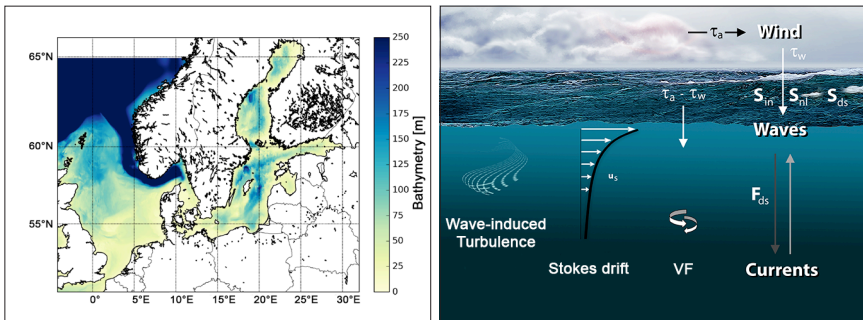 65°N
60°N
55°N
0°
5°E
10°E
15°E
20°E
25°E
30°E
250
225
200
175
150
125
100
75
50
25
0
Bathymetry [m]
τa
Wind
τw
τa - τw
Sin
Snl
Sds
Waves
us
Fds
Wave-induced
Turbulence
Stokes drift
VF
Currents